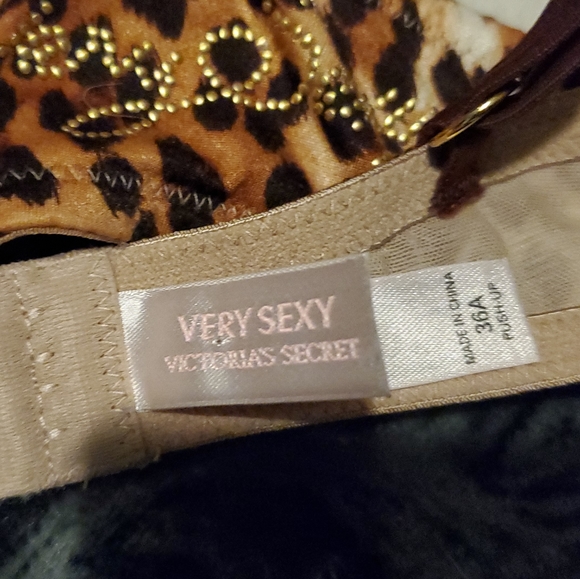 VERY SEXY
VICTORIA'S SECRET
MADE IN CHINA
36A
PUSH-UP